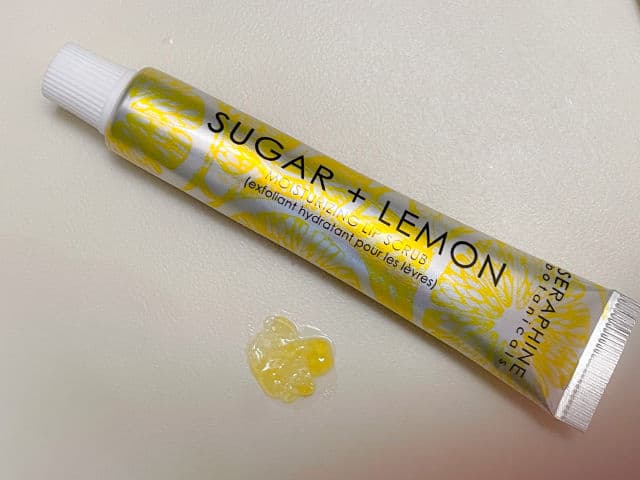 SUGAR + LEMON
MOISTURIZING LIP SCRUB
(exfoliant hydratant pour les lèvres)
SERAPHINE
botanicals